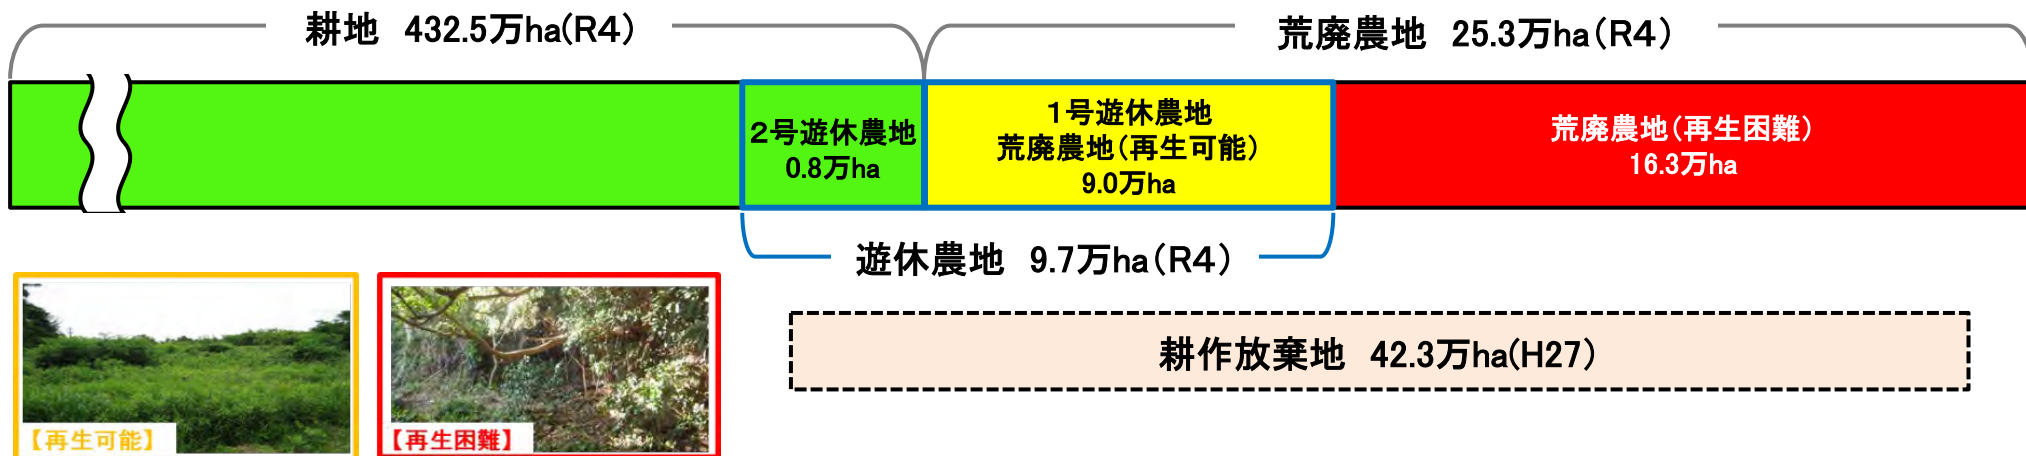 耕地　432.5万ha(R4)
荒廃農地　25.3万ha(R4)
2号遊休農地
0.8万ha
1号遊休農地
荒廃農地(再生可能)
9.0万ha
荒廃農地(再生困難)
16.3万ha
遊休農地　9.7万ha(R4)
耕作放棄地　42.3万ha(H27)
【再生可能】
【再生困難】